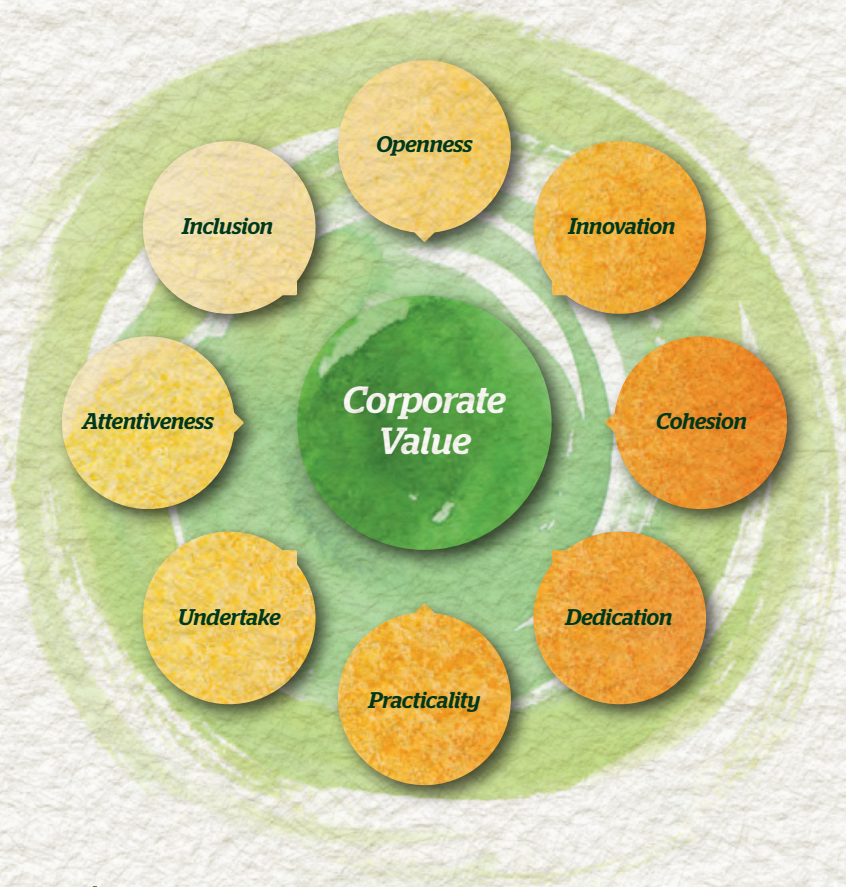 Openness
Inclusion
Innovation
Corporate
Value
Attentiveness
Cohesion
Undertake
Dedication
Practicality